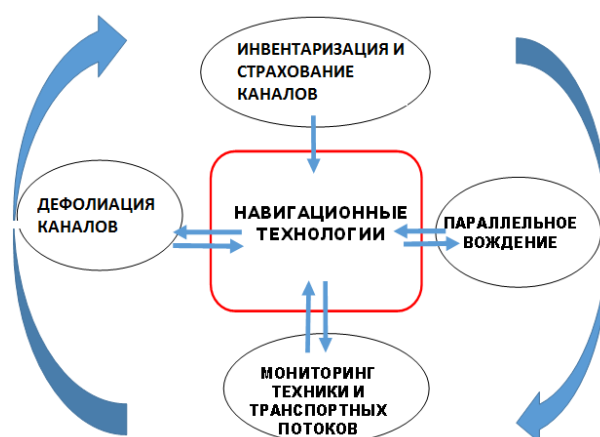 ИНВЕНТАРИЗАЦИЯ И
СТРАХОВАНИЕ
КАНАЛОВ
ДЕФОЛИАЦИЯ
КАНАЛОВ
НАВИГАЦИОННЫЕ
ТЕХНОЛОГИИ
ПАРАЛЛЕЛЬНОЕ
ВОЖДЕНИЕ
МОНИТОРИНГ
ТЕХНИКИ И
ТРАНСПОРТНЫХ
ПОТОКОВ